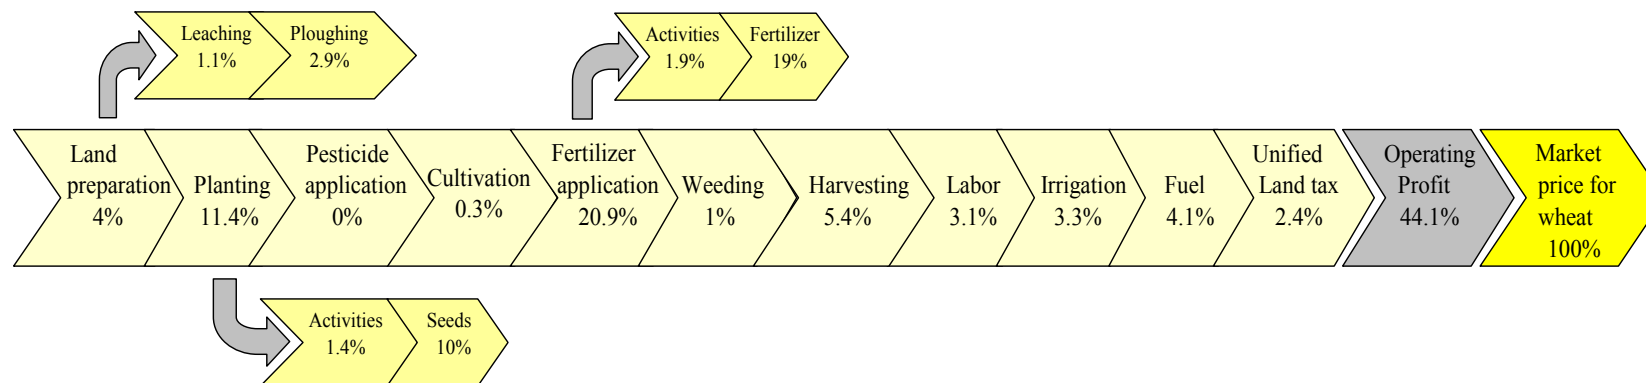 Leaching
1.1%
Ploughing
2.9%
Activities
1.9%
Fertilizer
19%
Land
preparation
4%
Planting
11.4%
Pesticide
application
0%
Cultivation
0.3%
Fertilizer
application
20.9%
Weeding
1%
Harvesting
5.4%
Labor
3.1%
Irrigation
3.3%
Fuel
4.1%
Unified
Land tax
2.4%
Operating
Profit
44.1%
Market
price for
wheat
100%
Activities
1.4%
Seeds
10%